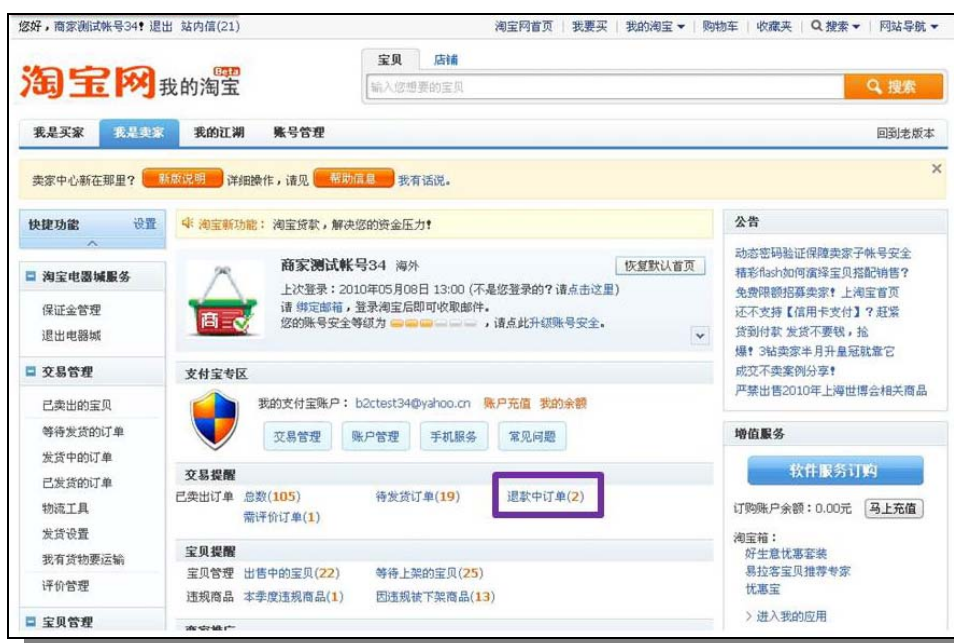 您好，商家测试帐号34！ 退出 站内信(21)
淘宝网首页 我要买 我的淘宝 购物车 收藏夹 搜索 网站导航
宝贝 店铺
淘宝网 我的淘宝 Beta
输入您想要的宝贝
搜索
我是买家 我是卖家 我的江湖 账号管理
回到老版本
卖家中心新在那里？ 新版说明 详细操作，请见 帮助信息 我有话说。
快捷功能 设置
淘宝电器城服务
保证金管理
退出电器城
交易管理
已卖出的宝贝
等待发货的订单
发货中的订单
已发货的订单
物流工具
发货设置
我有货物要运输
评价管理
宝贝管理
淘宝新功能： 淘宝贷款，解决您的资金压力！
商
商家测试帐号34 海外
恢复默认首页
上次登录：2010年05月08日 13:00 (不是您登录的？请点击这里)
请 绑定邮箱，登录淘宝后即可收取邮件。
您的账号安全等级为 ，请点此升级账号安全。
支付宝专区
我的支付宝账户： b2ctest34@yahoo.cn 账户充值 我的余额
交易管理 账户管理 手机服务 常见问题
交易提醒
已卖出订单 总数(105) 待发货订单(19) 退款中订单(2)
需评价订单(1)
宝贝提醒
宝贝管理 出售中的宝贝(22) 等待上架的宝贝(25)
违规商品 本季度违规商品(1) 因违规被下架商品(13)
商家推广
公告
动态密码验证保障卖家子帐号安全
精彩flash如何演绎宝贝搭配销售？
免费限额招募卖家！上淘宝首页
还不支持【信用卡支付】？赶紧
货到付款 发货不要钱，抢
爆！3钻卖家半月升皇冠就靠它
成交不卖案例分享！
严禁出售2010年上海世博会相关商品
增值服务
软件服务订购
订购账户余额：0.00元 马上充值
淘宝箱：
好生意优惠套装
易拉客宝贝推荐专家
优惠宝
> 进入我的应用